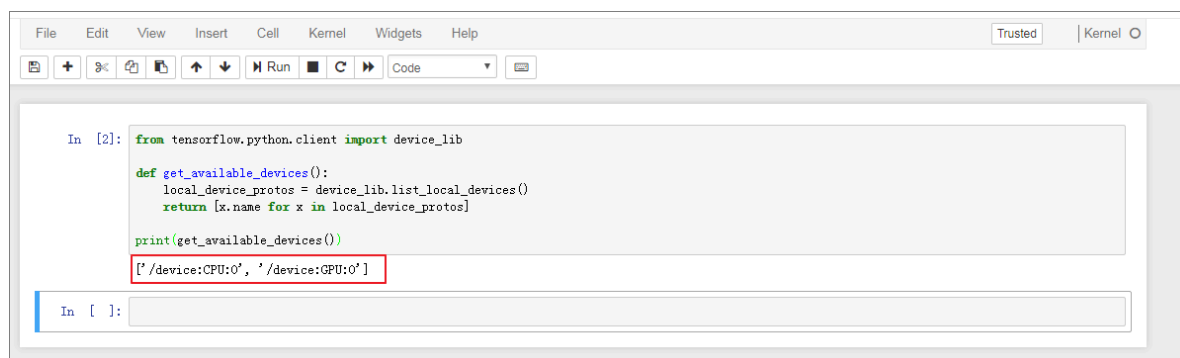 File Edit View Insert Cell Kernel Widgets Help Trusted Kernel
Run Code
In [2]: from tensorflow.python.client import device_lib
def get_available_devices():
    local_device_protos = device_lib.list_local_devices()
    return [x.name for x in local_device_protos]
print(get_available_devices())
['/device:CPU:0', '/device:GPU:0']
In [ ]: